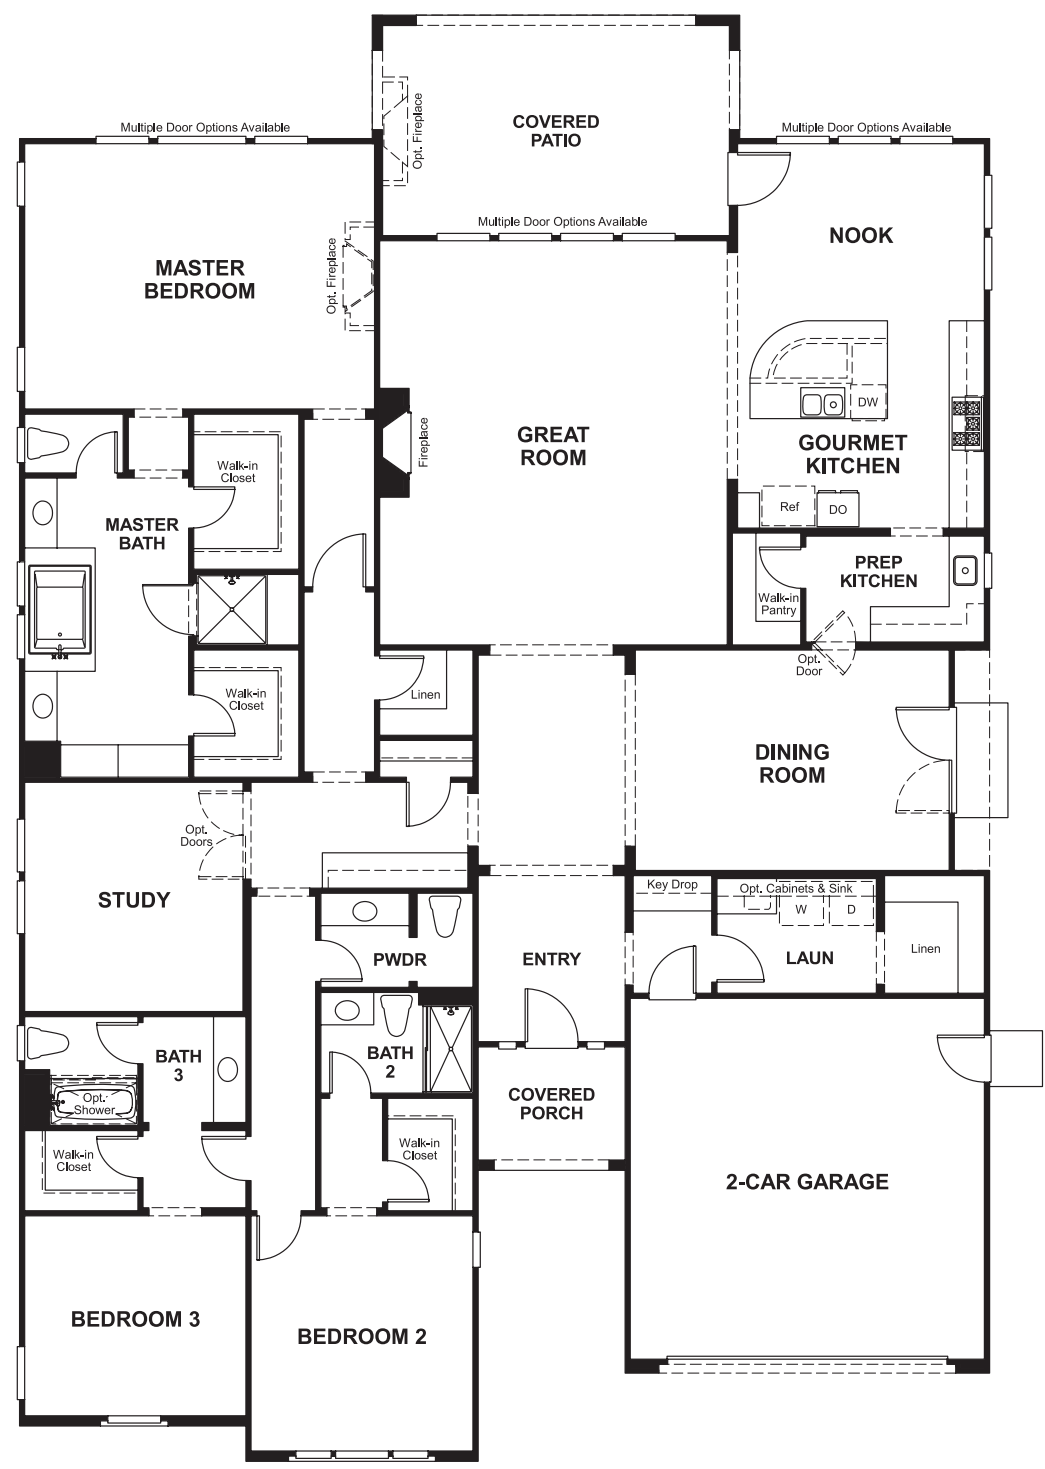 COVERED
PATIO
Opt. Fireplace
Multiple Door Options Available
Multiple Door Options Available
Multiple Door Options Available
NOOK
MASTER
BEDROOM
Opt. Fireplace
DW
GREAT
ROOM
Fireplace
GOURMET
KITCHEN
Walk-in
Closet
Ref
DO
MASTER
BATH
PREP
KITCHEN
Walk-in
Pantry
Opt.
Door
Linen
Walk-in
Closet
DINING
ROOM
Opt.
Doors
STUDY
Key Drop
Opt. Cabinets & Sink
W
D
PWDR
ENTRY
LAUN
Linen
BATH
3
BATH
2
Opt.
Shower
COVERED
PORCH
Walk-in
Closet
Walk-in
Closet
2-CAR GARAGE
BEDROOM 3
BEDROOM 2